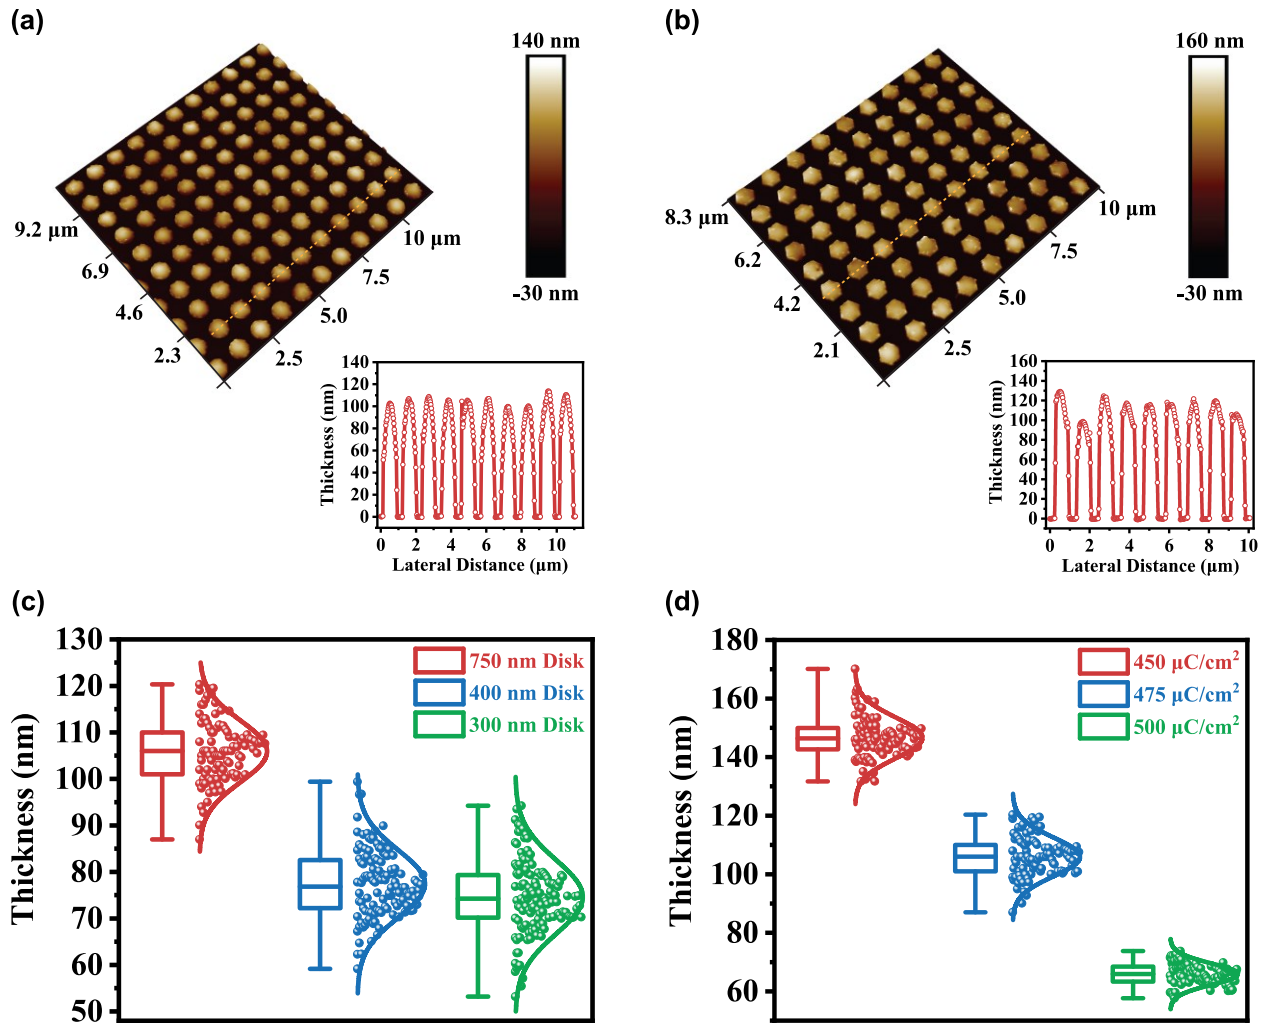 (a)
140 nm
-30 nm
9.2 μm
6.9
4.6
2.3
2.5
5.0
7.5
10 μm
140
120
100
80
60
40
20
0
Thickness (nm)
0 2 4 6 8 10
Lateral Distance (μm)
(b)
160 nm
-30 nm
8.3 μm
6.2
4.2
2.1
2.5
5.0
7.5
10 μm
160
140
120
100
80
60
40
20
0
Thickness (nm)
0 2 4 6 8 10
Lateral Distance (μm)
(c)
130
120
110
100
90
80
70
60
50
Thickness (nm)
750 nm Disk
400 nm Disk
300 nm Disk
(d)
180
160
140
120
100
80
60
Thickness (nm)
450 μC/cm²
475 μC/cm²
500 μC/cm²